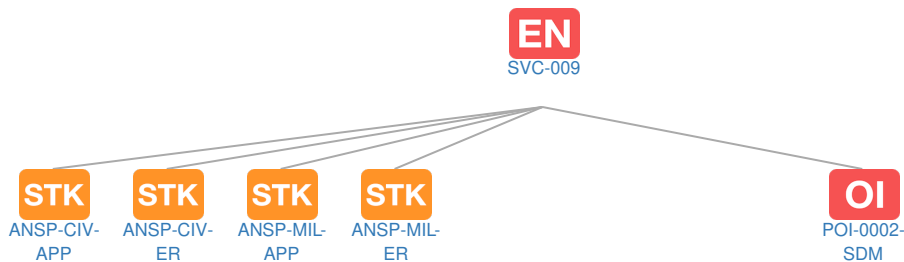 EN
SVC-009
STK STK STK STK OI
ANSP-CIV- ANSP-CIV- ANSP-MIL- ANSP-MIL- POI-0002-
APP ER APP ER SDM